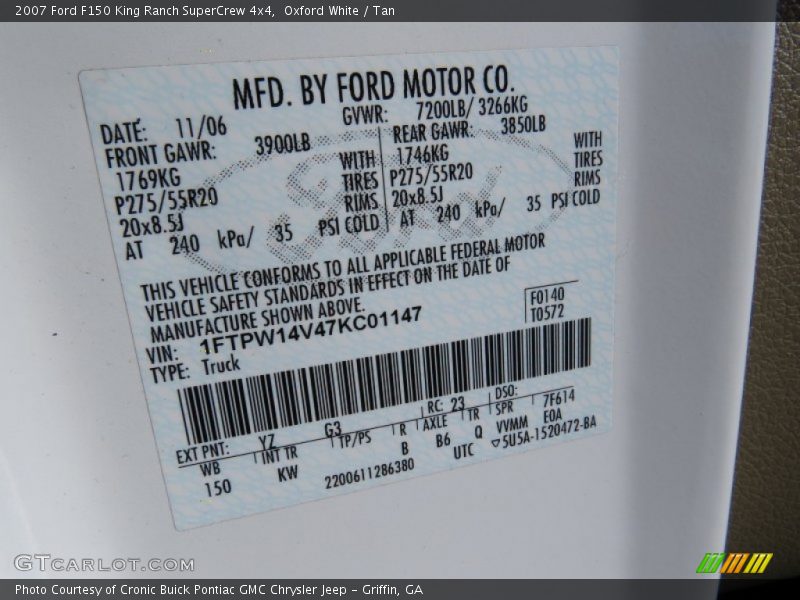 2007 Ford F150 King Ranch SuperCrew 4x4,  Oxford White / Tan
MFD. BY FORD MOTOR CO.
DATE: 11/06 GVWR: 7200LB/ 3266KG
FRONT GAWR: 3900LB REAR GAWR: 3850LB
1769KG WITH 1746KG WITH
P275/55R20 TIRES P275/55R20 TIRES
20x8.5J RIMS 20x8.5J RIMS
AT 240 kPa/ 35 PSI COLD AT 240 kPa/ 35 PSI COLD
Ford
THIS VEHICLE CONFORMS TO ALL APPLICABLE FEDERAL MOTOR
VEHICLE SAFETY STANDARDS IN EFFECT ON THE DATE OF
MANUFACTURE SHOWN ABOVE.
VIN: 1FTPW14V47KC01147 F0140
TYPE: Truck T0572
EXT PNT: YZ G3 RC: 23 DSO:
WB INT TR TP/PS R AXLE TR SPR 7F614
150 KW B B6 Q VVMM E0A
2200611286380 UTC ▽5U5A-1520472-BA
GTCARLOT.COM
Photo Courtesy of Cronic Buick Pontiac GMC Chrysler Jeep - Griffin, GA